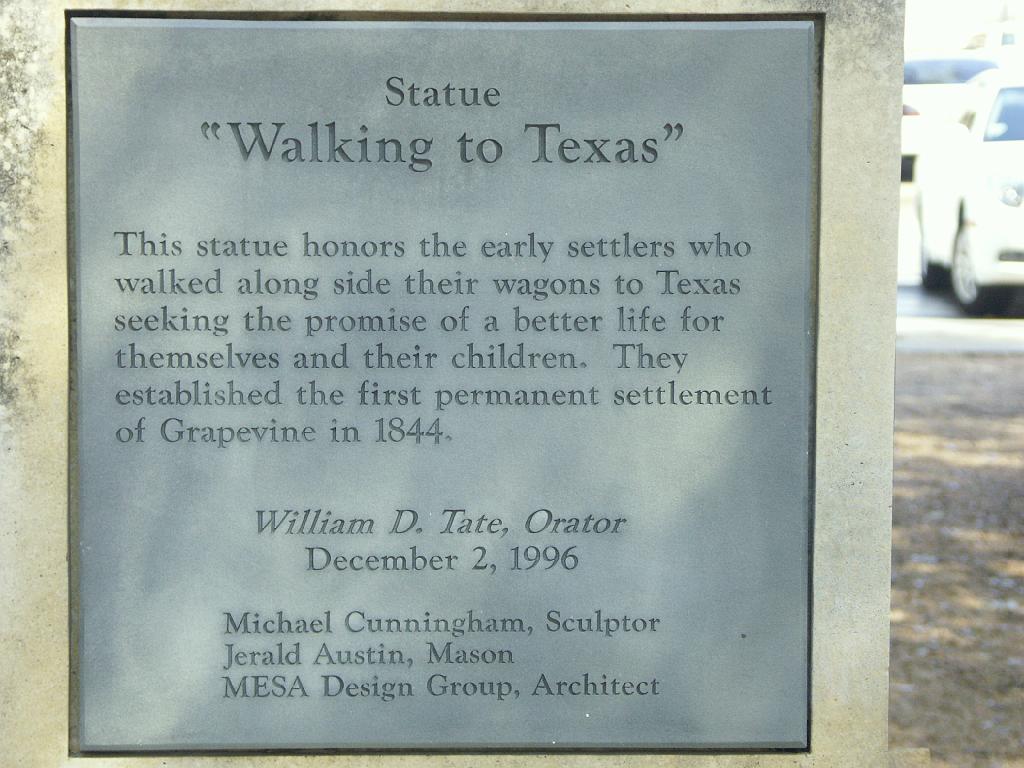 Statue
“Walking to Texas”
This statue honors the early settlers who
walked along side their wagons to Texas
seeking the promise of a better life for
themselves and their children. They
established the first permanent settlement
of Grapevine in 1844.
William D. Tate, Orator
December 2, 1996
Michael Cunningham, Sculptor
Jerald Austin, Mason
MESA Design Group, Architect